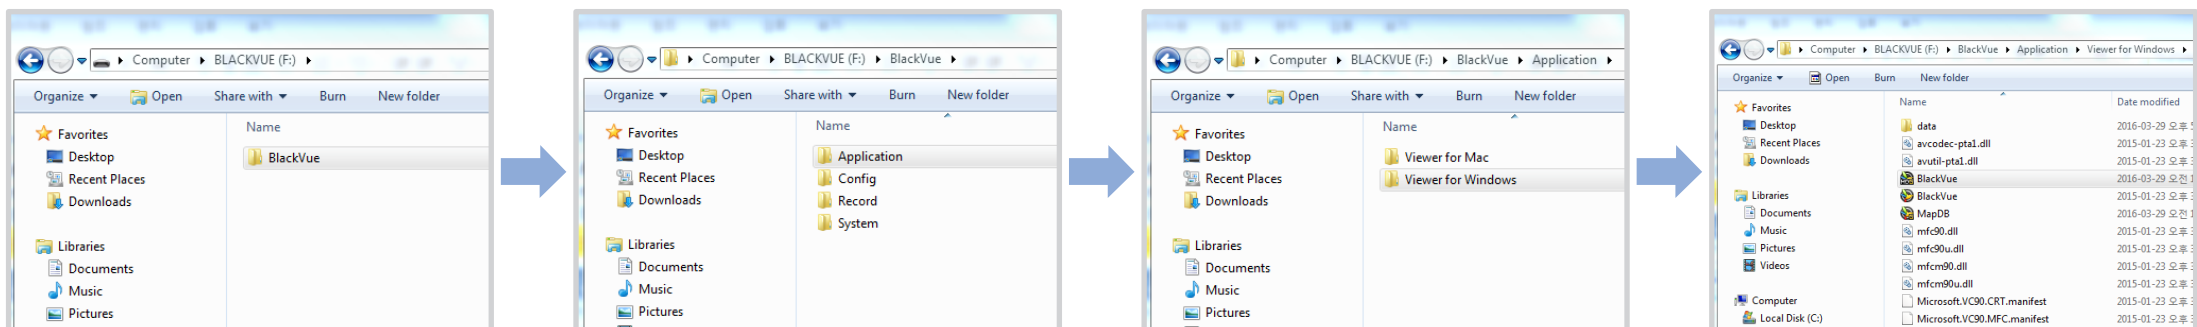 Computer BLACKVUE (F:)
Organize Open Share with Burn New folder
Favorites
Desktop
Recent Places
Downloads
Libraries
Documents
Music
Pictures
Name
BlackVue
Computer BLACKVUE (F:) BlackVue
Organize Open Share with Burn New folder
Favorites
Desktop
Recent Places
Downloads
Libraries
Documents
Music
Pictures
Name
Application
Config
Record
System
Computer BLACKVUE (F:) BlackVue Application
Organize Open Share with Burn New folder
Favorites
Desktop
Recent Places
Downloads
Libraries
Documents
Music
Pictures
Name
Viewer for Mac
Viewer for Windows
Computer BLACKVUE (F:) BlackVue Application Viewer for Windows
Organize Open Burn New folder
Favorites
Desktop
Recent Places
Downloads
Libraries
Documents
Music
Pictures
Videos
Computer
Local Disk (C:)
Name Date modified
data 2016-03-29 오후
avcodec-pta1.dll 2015-01-23 오후
avutil-pta1.dll 2015-01-23 오후
BlackVue 2016-03-29 오전
BlackVue 2015-01-23 오후
MapDB 2016-03-29 오전
mfc90.dll 2015-01-23 오후
mfc90u.dll 2015-01-23 오후
mfcm90.dll 2015-01-23 오후
mfcm90u.dll 2015-01-23 오후
Microsoft.VC90.CRT.manifest 2015-01-23 오후
Microsoft.VC90.MFC.manifest 2015-01-23 오후